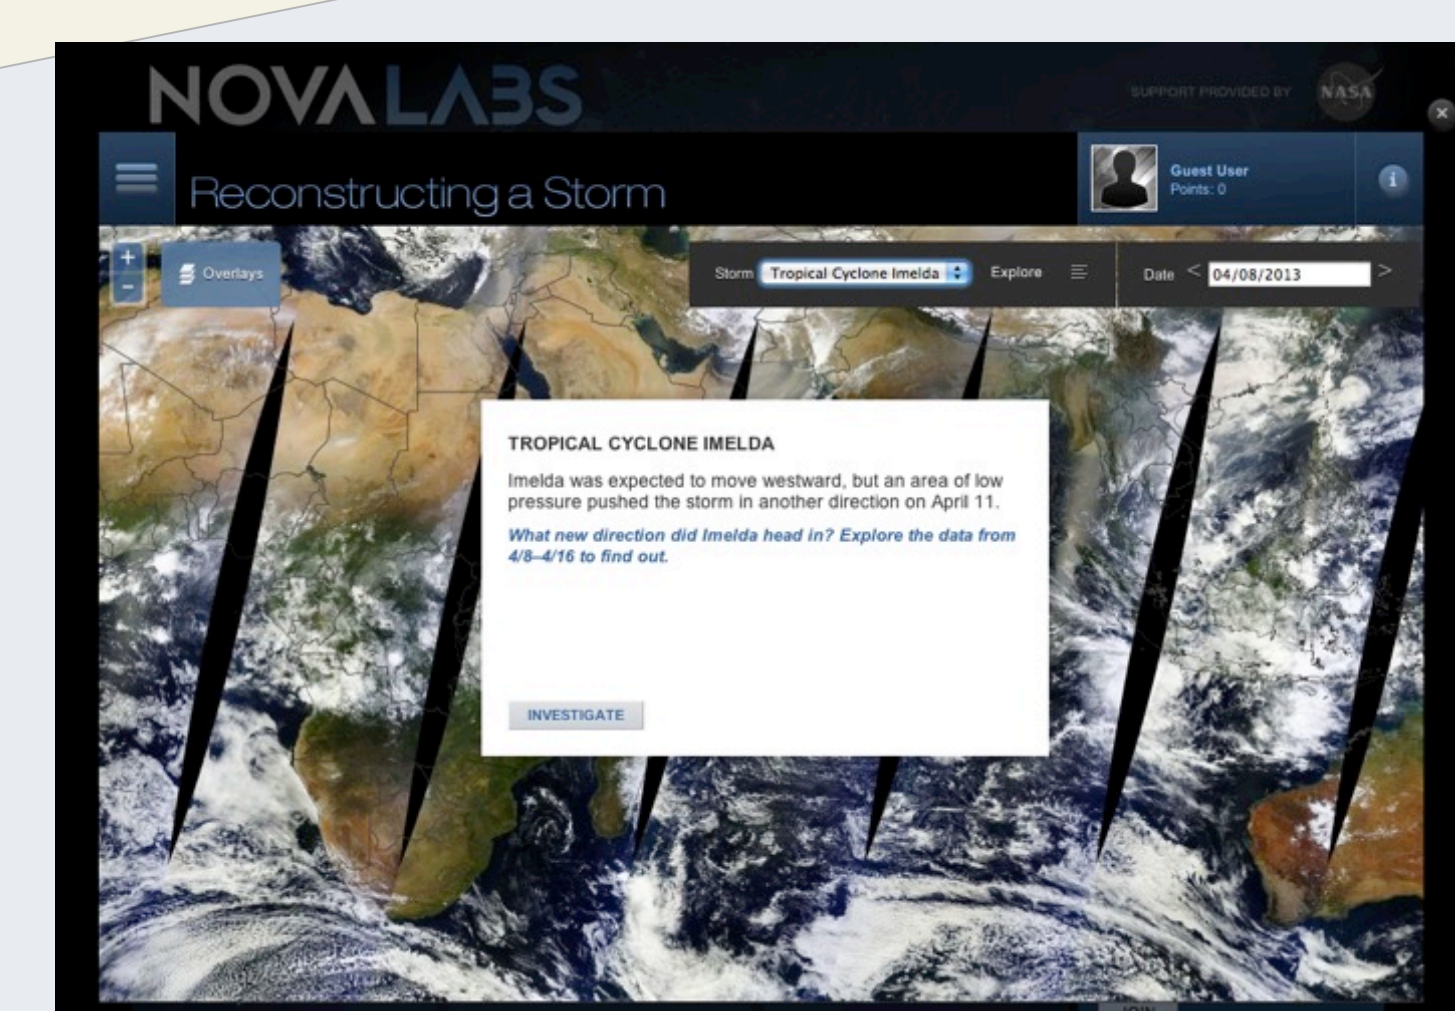 NOVA LABS
SUPPORT PROVIDED BY NASA
Reconstructing a Storm
Guest User
Points: 0
i
+
-
Overlays
Storm Tropical Cyclone Imelda Explore Date < 04/08/2013 >
TROPICAL CYCLONE IMELDA
Imelda was expected to move westward, but an area of low
pressure pushed the storm in another direction on April 11.
What new direction did Imelda head in? Explore the data from
4/8–4/16 to find out.
INVESTIGATE
JOIN